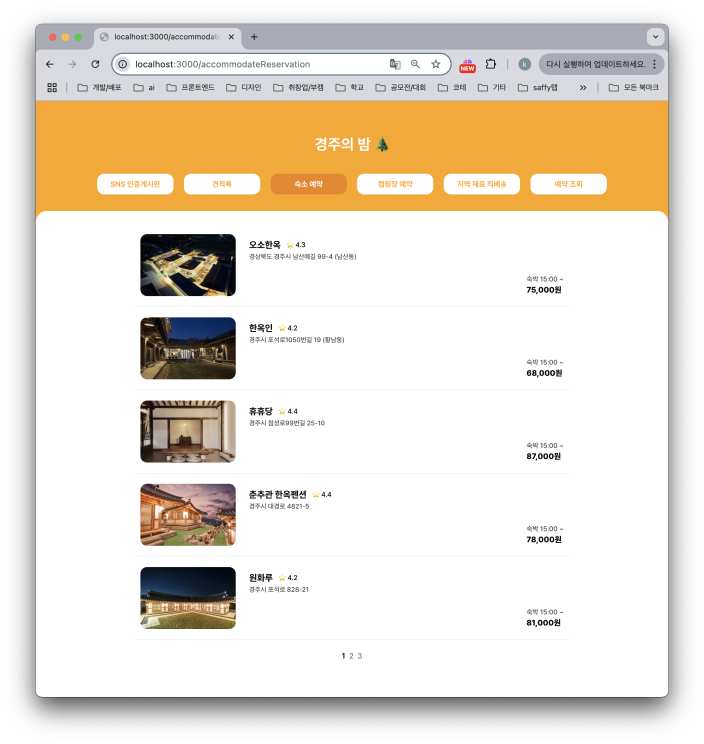 localhost:3000/accommodate
localhost:3000/accommodateReservation
NEW
k
다시 실행하여 업데이트하세요.
개발/배포
ai
프론트엔드
디자인
취창업/부캠
학교
공모전/대회
코테
기타
saffy탭
모든 북마크
경주의 밤
SNS 인증게시판
견적톡
숙소 예약
캠핑장 예약
지역 재료 직배송
예약 조회
오소한옥 4.3
경상북도 경주시 남산예길 99-4 (남산동)
숙박 15:00 ~
75,000원
한옥인 4.2
경주시 포석로1050번길 19 (황남동)
숙박 15:00 ~
68,000원
휴휴당 4.4
경주시 첨성로99번길 25-10
숙박 15:00 ~
87,000원
춘추관 한옥펜션 4.4
경주시 대경로 4821-5
숙박 15:00 ~
78,000원
원화루 4.2
경주시 포석로 828-21
숙박 15:00 ~
81,000원
1 2 3